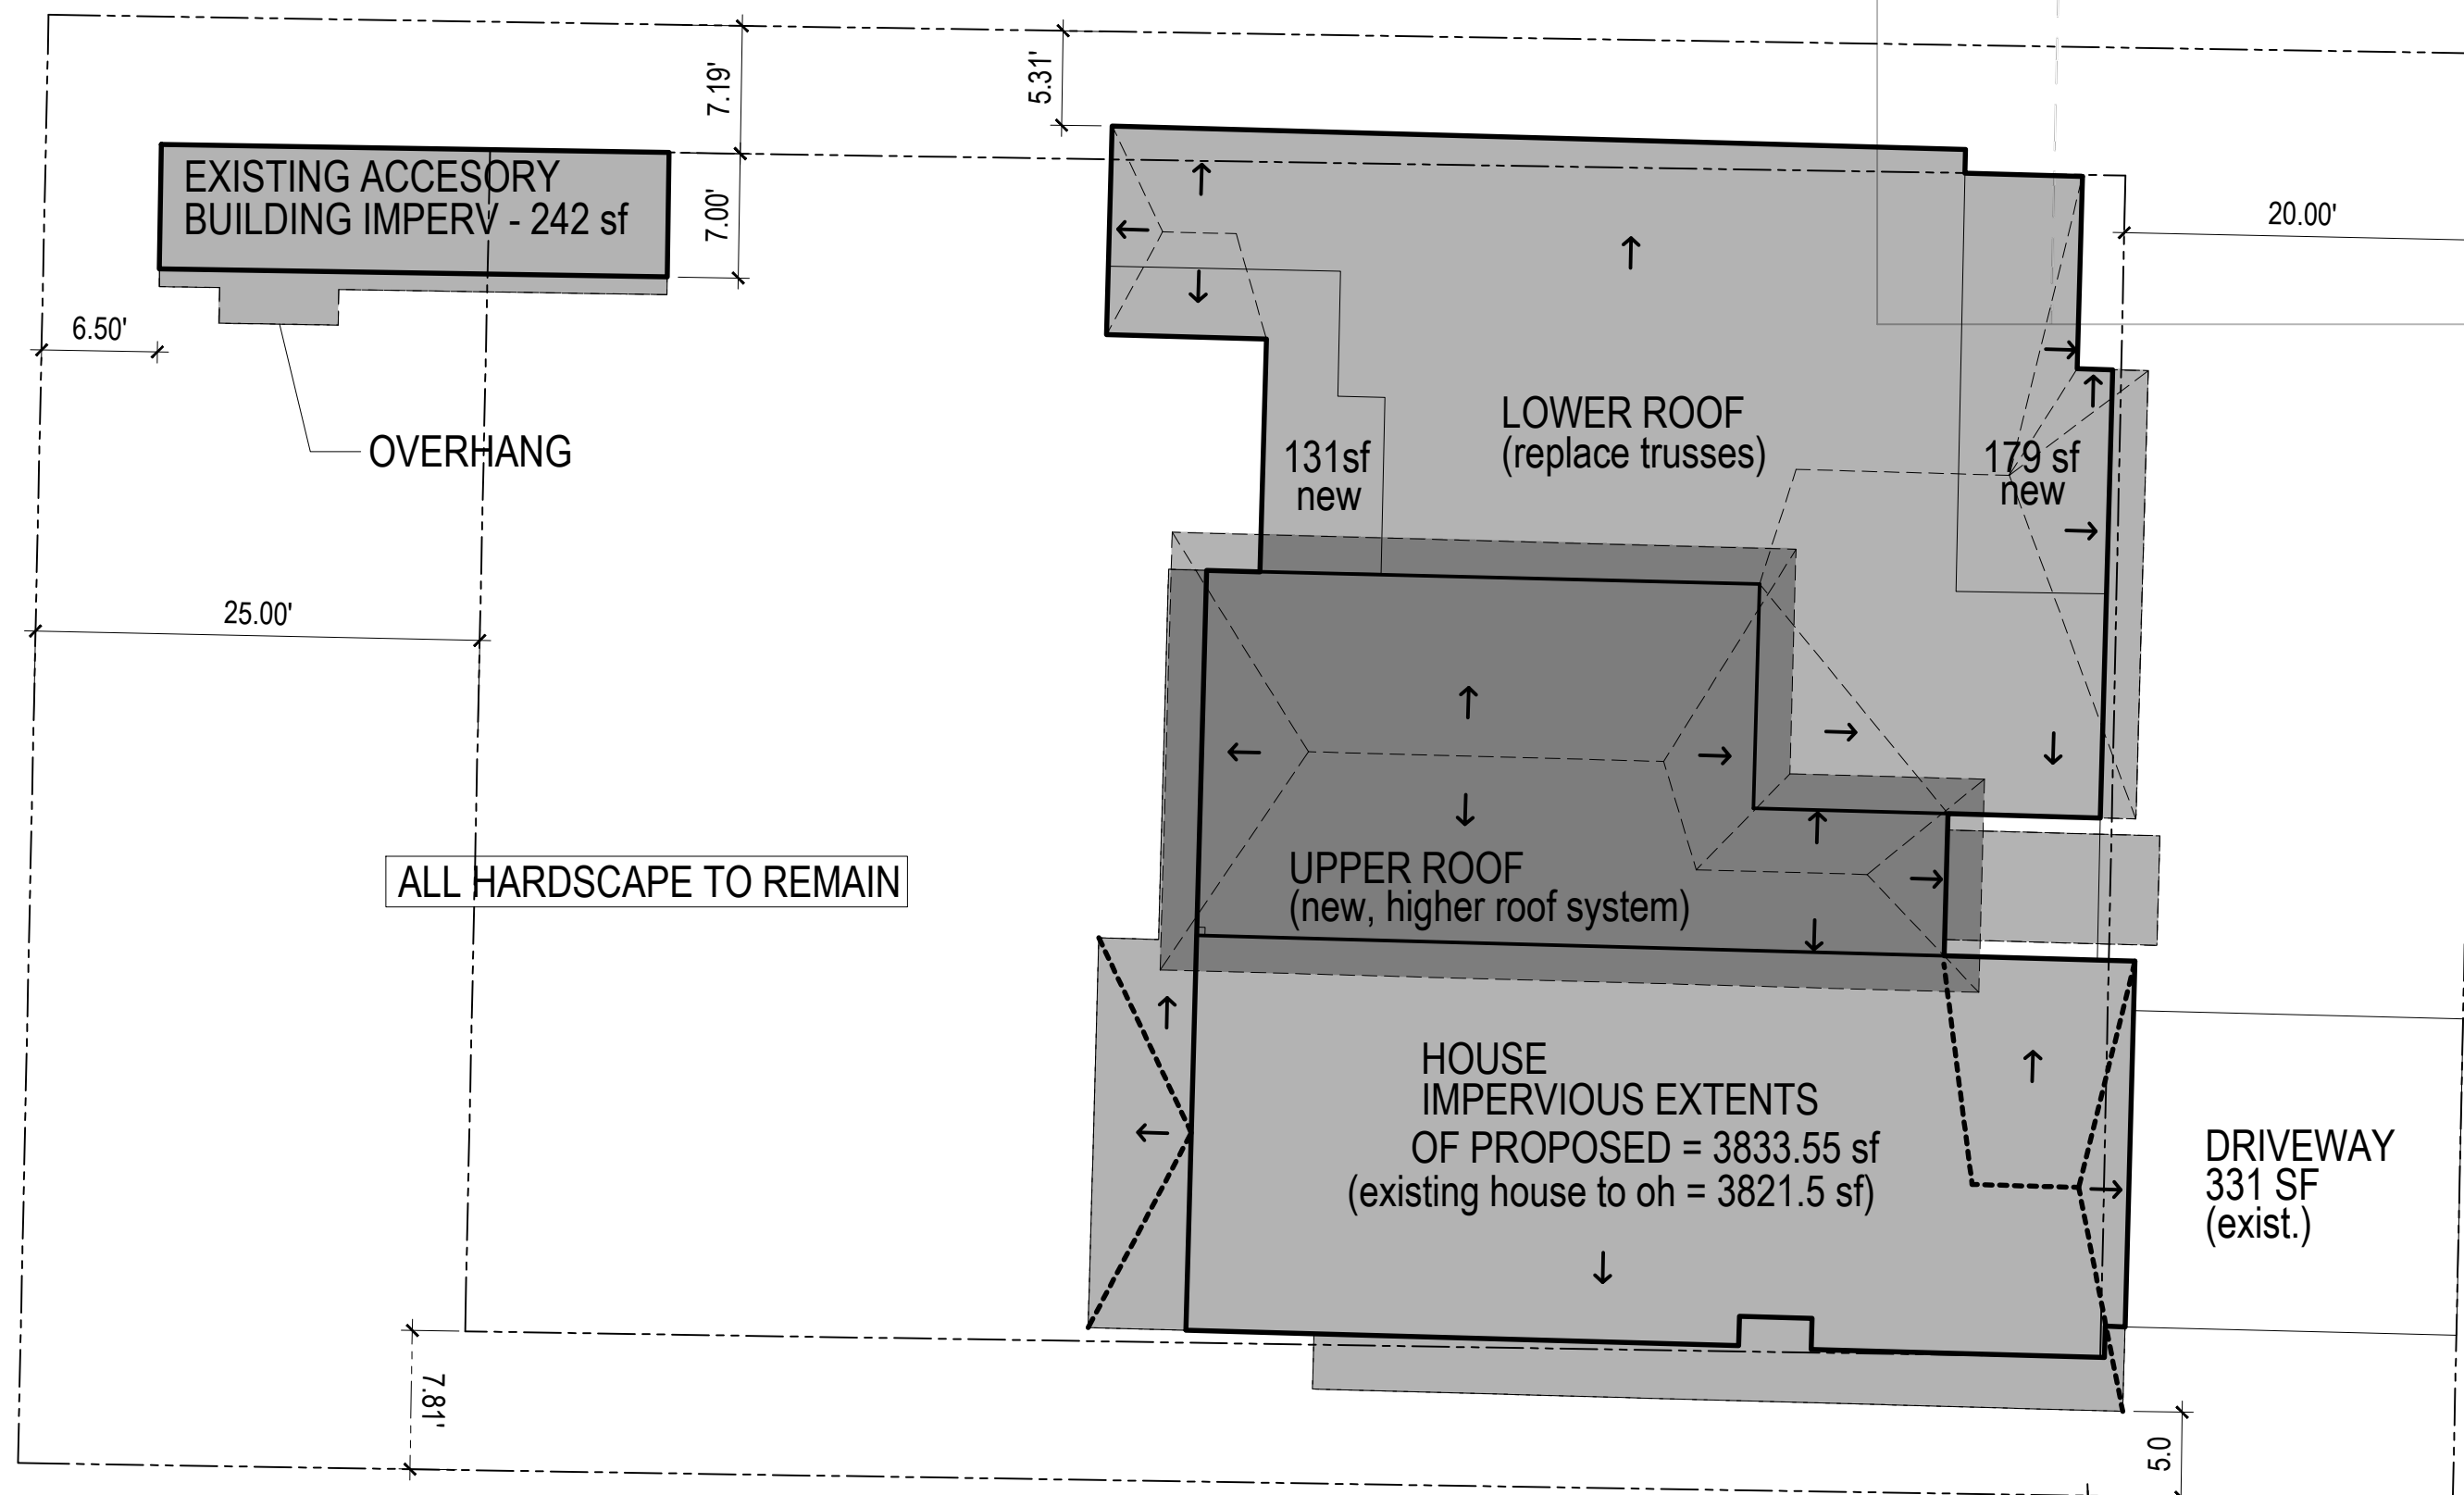 7.19'
5.31'
EXISTING ACCESORY
BUILDING IMPERV - 242 sf
7.00'
20.00'
6.50'
OVERHANG
LOWER ROOF
(replace trusses)
131sf
new
179 sf
new
25.00'
ALL HARDSCAPE TO REMAIN
UPPER ROOF
(new, higher roof system)
HOUSE
IMPERVIOUS EXTENTS
OF PROPOSED = 3833.55 sf
(existing house to oh = 3821.5 sf)
DRIVEWAY
331 SF
(exist.)
7.81'
5.0